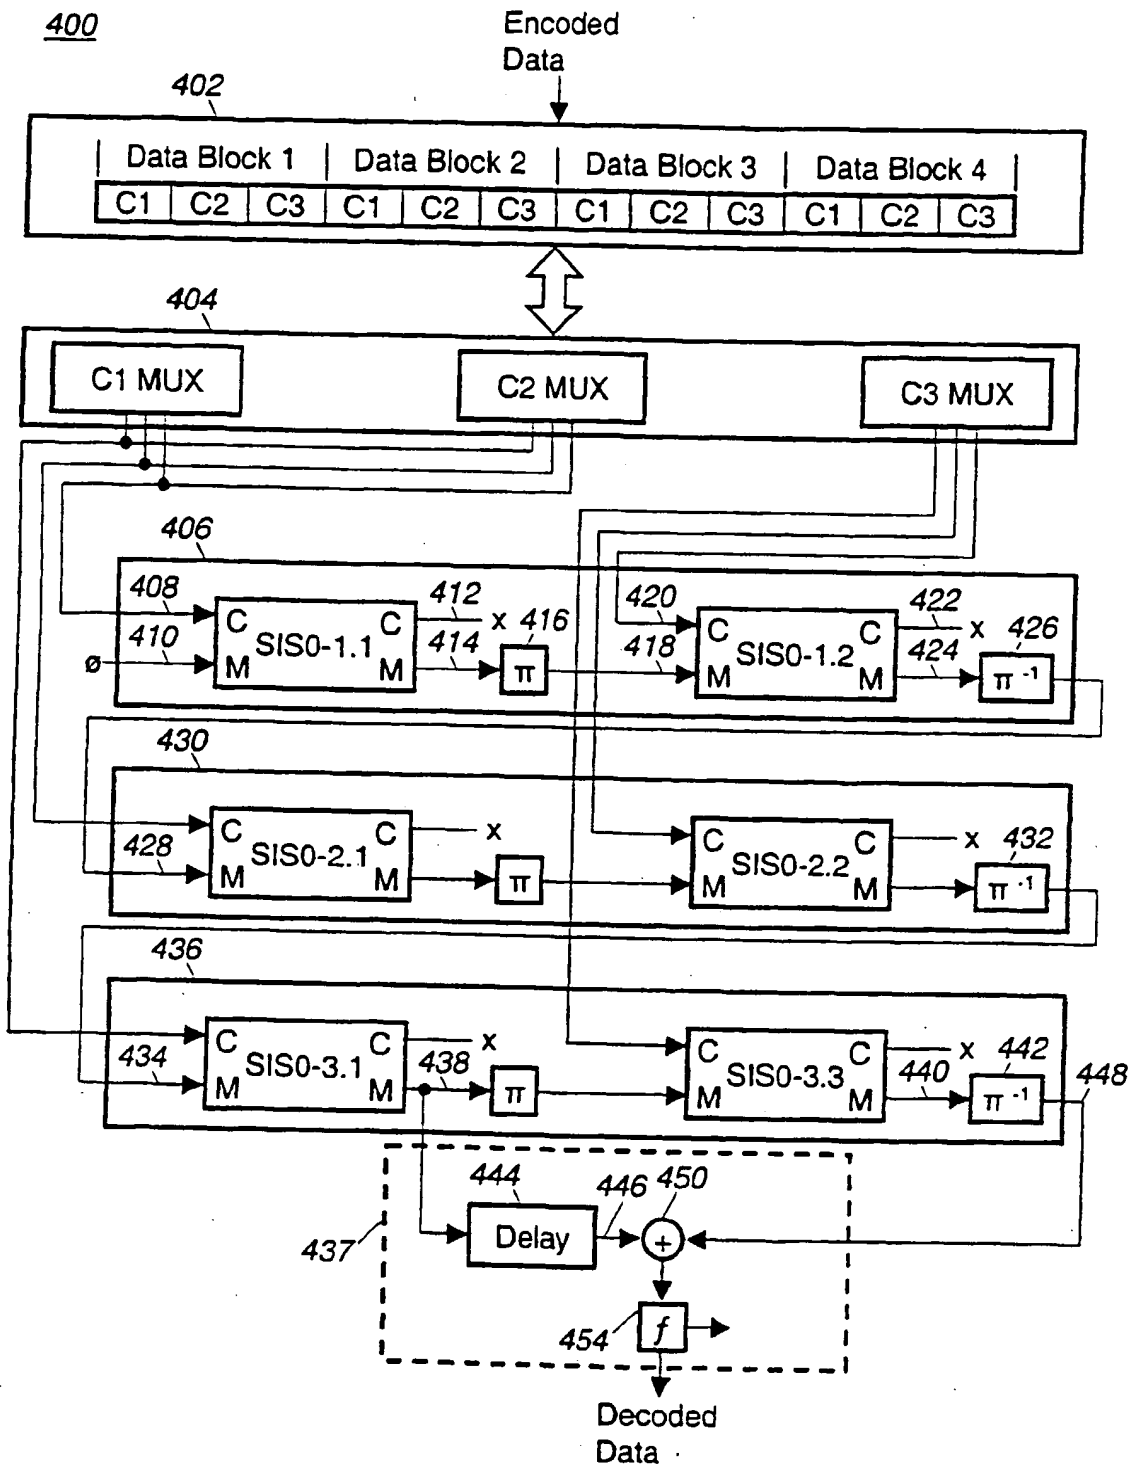 400
Encoded
Data
402
Data Block 1 Data Block 2 Data Block 3 Data Block 4
C1 C2 C3 C1 C2 C3 C1 C2 C3 C1 C2 C3
404
C1 MUX C2 MUX C3 MUX
406
408 C SIS0-1.1 C 412 x 416 420 C SIS0-1.2 C 422 x 426
ø 410 M M 414 π 418 M M 424 π -1
430
C SIS0-2.1 C x C SIS0-2.2 C x 432
428 M M π M M π -1
436
C SIS0-3.1 C x C SIS0-3.3 C x 442
434 M M 438 π M M 440 π -1 448
444 446 450
437 Delay +
454 f
Decoded
Data